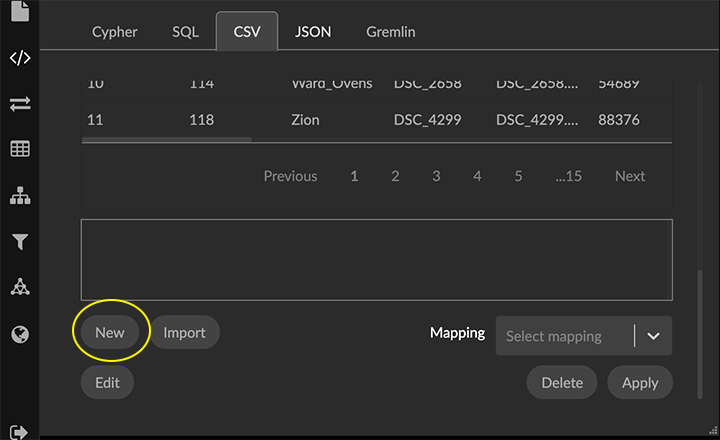 Cypher SQL CSV JSON Gremlin
10 114 Ward_Ovens DSC_2658 DSC_2658.... 54689
11 118 Zion DSC_4299 DSC_4299.... 88376
Previous 1 2 3 4 5 ...15 Next
New Import Mapping Select mapping
Edit Delete Apply